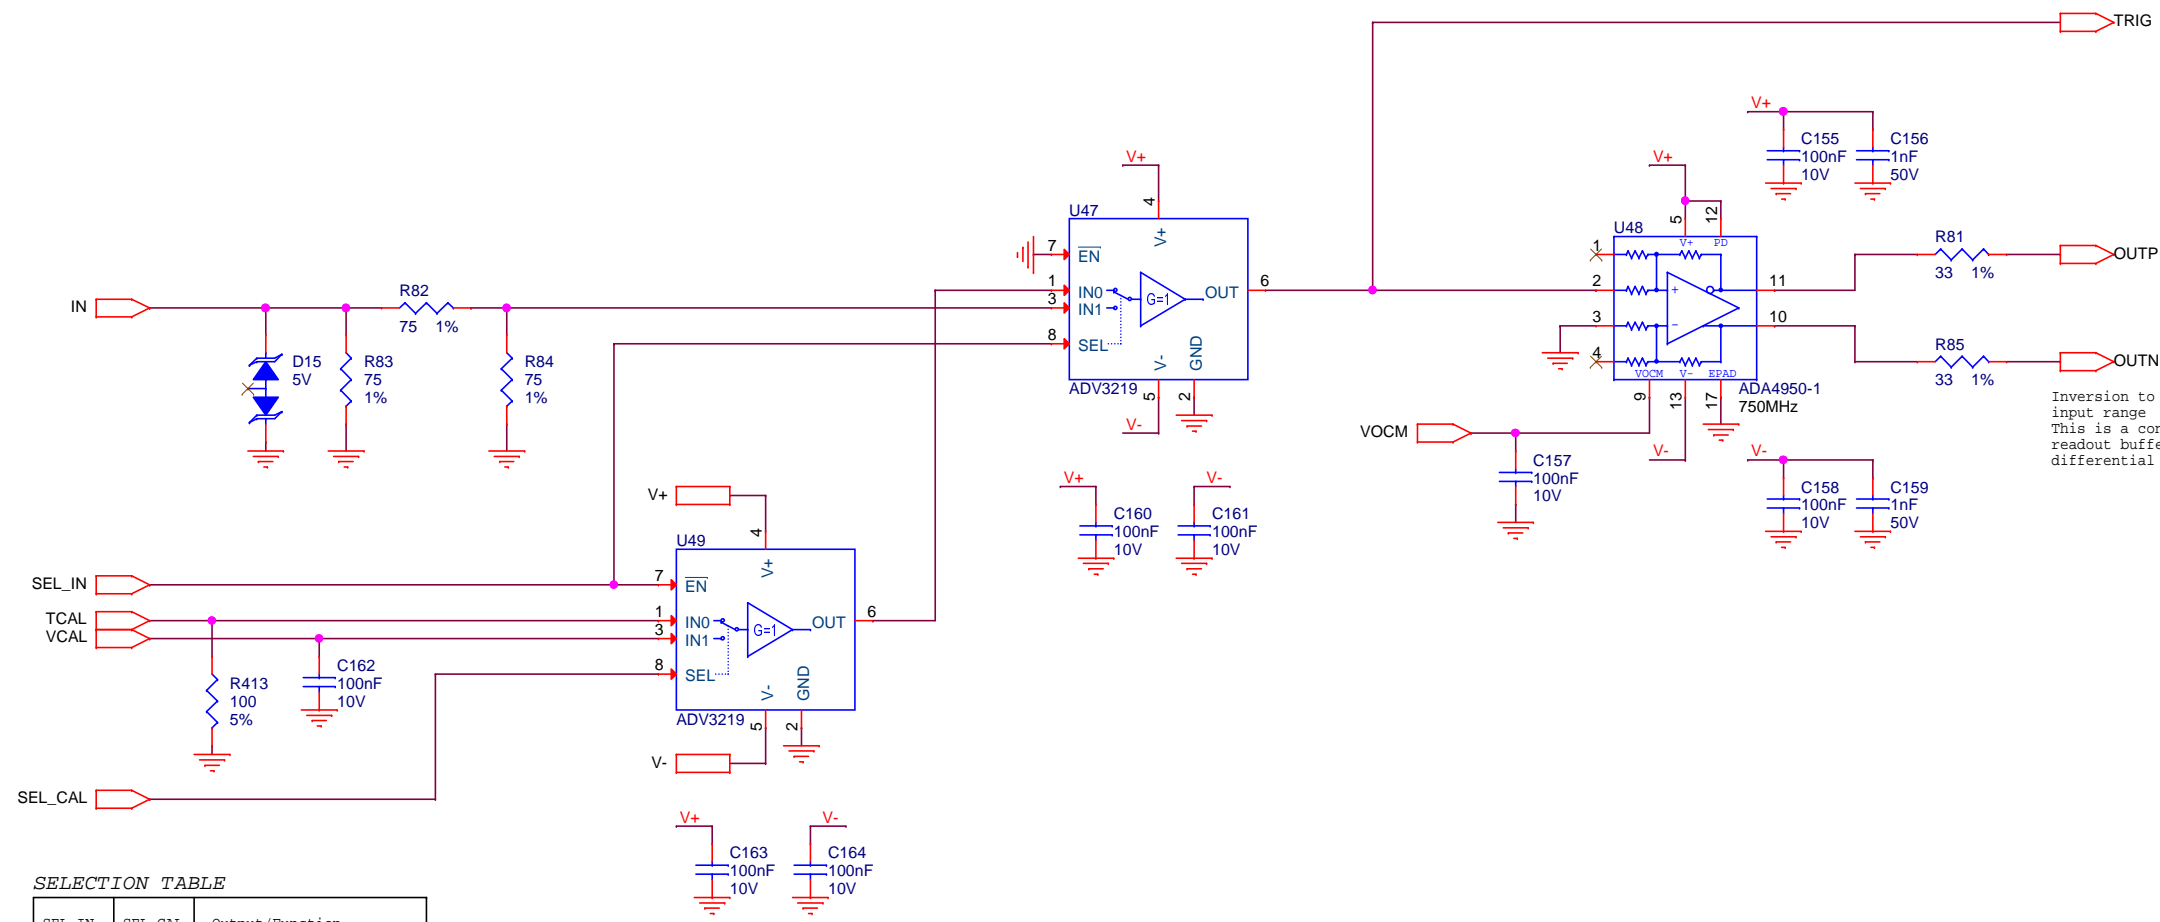 TRIG
V+
C155
100nF
10V
C156
1nF
50V
V+
V+
4
U47
7
EN
V+
1
IN0
3
IN1
G=1
OUT
6
8
SEL
V-
GND
ADV3219
5
2
V-
5
12
U48
V+
PD
1
2
3
4
+
-
11
10
VOCM
V-
EPAD
ADA4950-1
750MHz
9
13
17
V-
R81
33 1%
OUTP
R85
33 1%
OUTN
Inversion to
input range
This is a
readout
differential
IN
R82
75 1%
D15
5V
R83
75
1%
R84
75
1%
VOCM
C157
100nF
10V
V-
C158
100nF
10V
C159
1nF
50V
V+
C160
100nF
10V
V-
C161
100nF
10V
V+
4
U49
SEL_IN
7
EN
V+
TCAL
1
IN0
VCAL
3
IN1
G=1
OUT
6
8
SEL
V-
GND
ADV3219
5
2
V-
R413
100
5%
C162
100nF
10V
SEL_CAL
V+
C163
100nF
10V
V-
C164
100nF
10V
SELECTION TABLE
SEL_IN SEL_CAL Output/Function